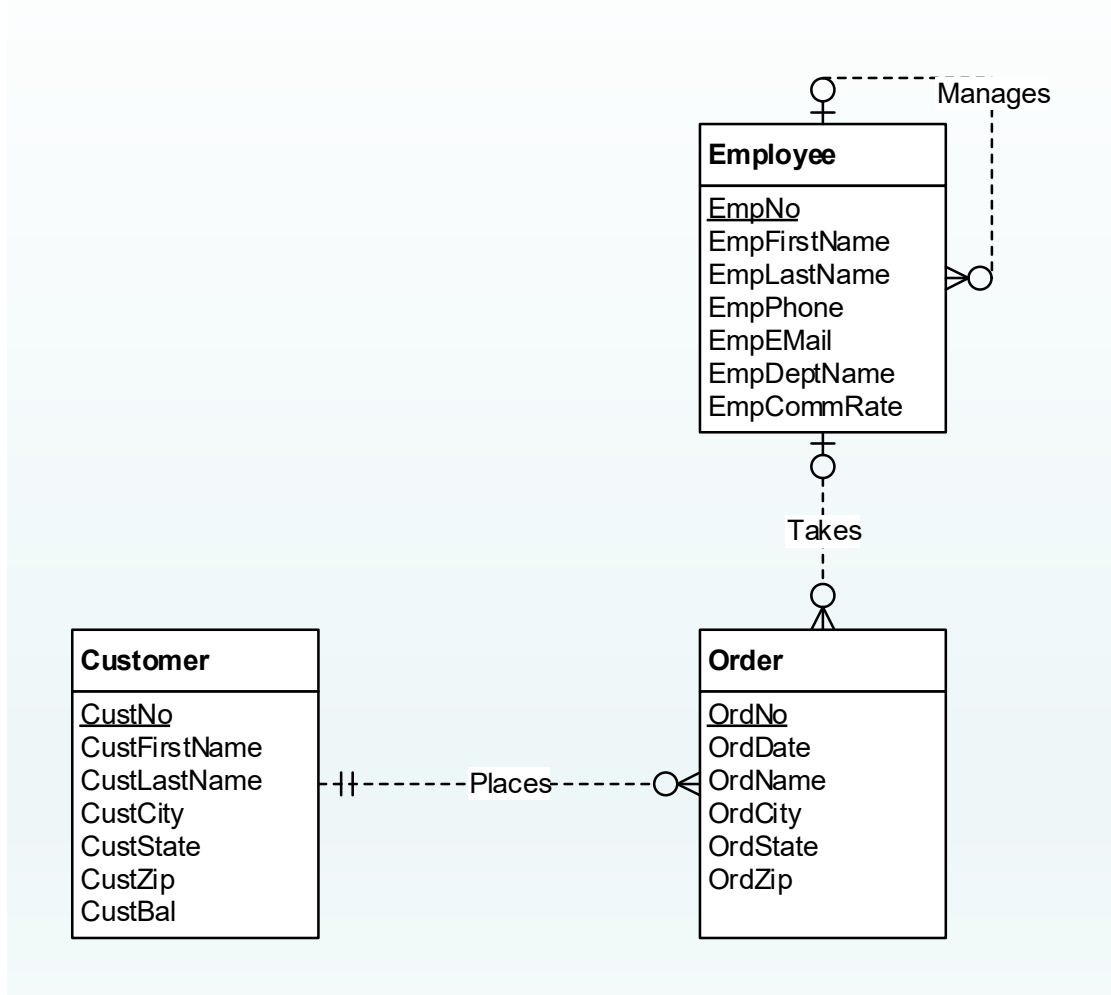 Manages
Employee
EmpNo
EmpFirstName
EmpLastName
EmpPhone
EmpEMail
EmpDeptName
EmpCommRate
Takes
Customer
CustNo
CustFirstName
CustLastName
CustCity
CustState
CustZip
CustBal
Places
Order
OrdNo
OrdDate
OrdName
OrdCity
OrdState
OrdZip